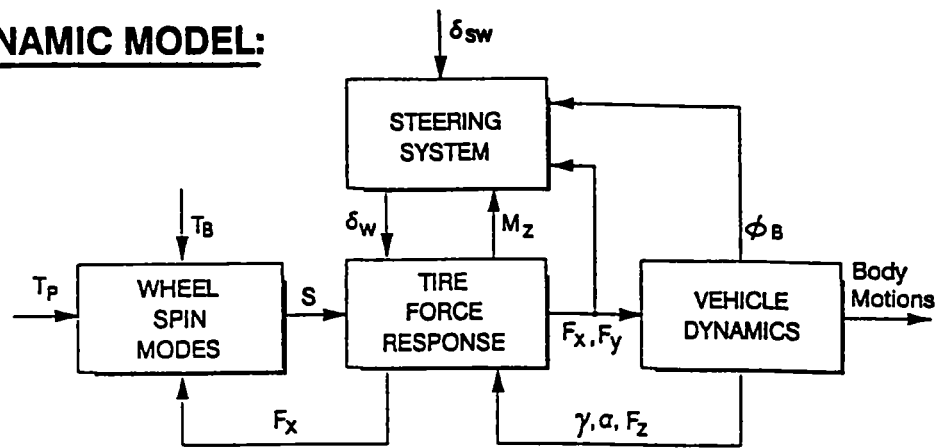 NAMIC MODEL:
δSW
STEERING
SYSTEM
TB
δW
MZ
φB
TP
WHEEL
SPIN
MODES
S
TIRE
FORCE
RESPONSE
Fx, Fy
VEHICLE
DYNAMICS
Body
Motions
Fx
γ, α, Fz